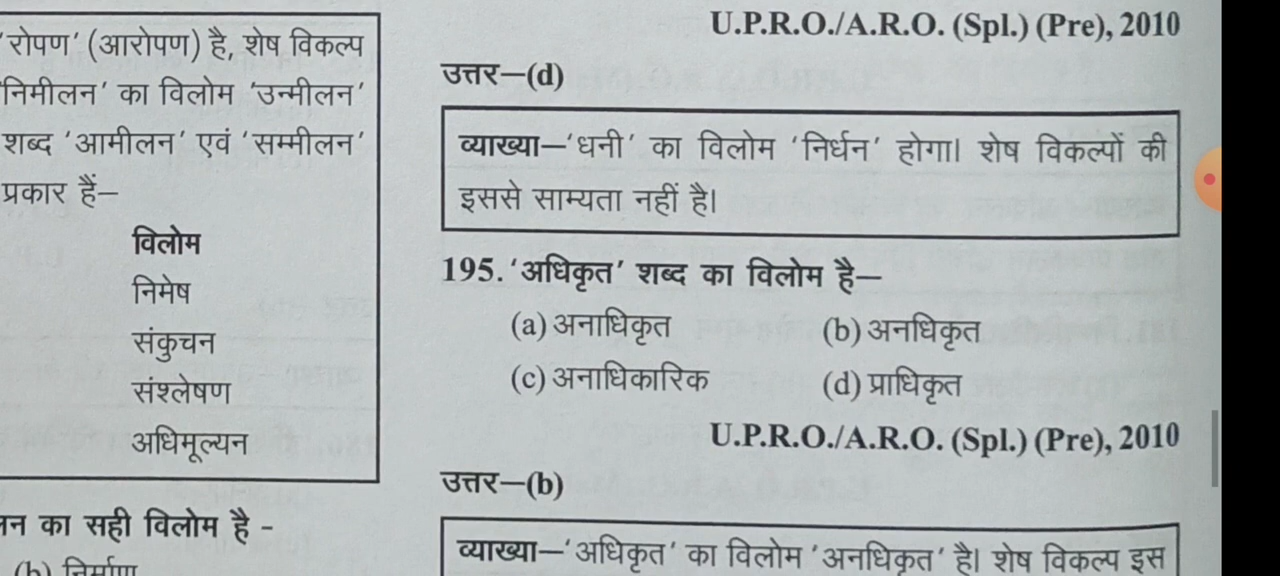 'रोपण' (आरोपण) है, शेष विकल्प
'निमीलन' का विलोम 'उन्मीलन'
शब्द 'आमीलन' एवं 'सम्मीलन'
प्रकार हैं–
विलोम
निमेष
संकुचन
संश्लेषण
अधिमूल्यन
का सही विलोम है -
(b) निर्माण
U.P.R.O./A.R.O. (Spl.) (Pre), 2010
उत्तर–(d)
व्याख्या–'धनी' का विलोम 'निर्धन' होगा। शेष विकल्पों की
इससे साम्यता नहीं है।
195. 'अधिकृत' शब्द का विलोम है–
(a) अनाधिकृत (b) अनधिकृत
(c) अनाधिकारिक (d) प्राधिकृत
U.P.R.O./A.R.O. (Spl.) (Pre), 2010
उत्तर–(b)
व्याख्या–'अधिकृत' का विलोम 'अनधिकृत' है। शेष विकल्प इस